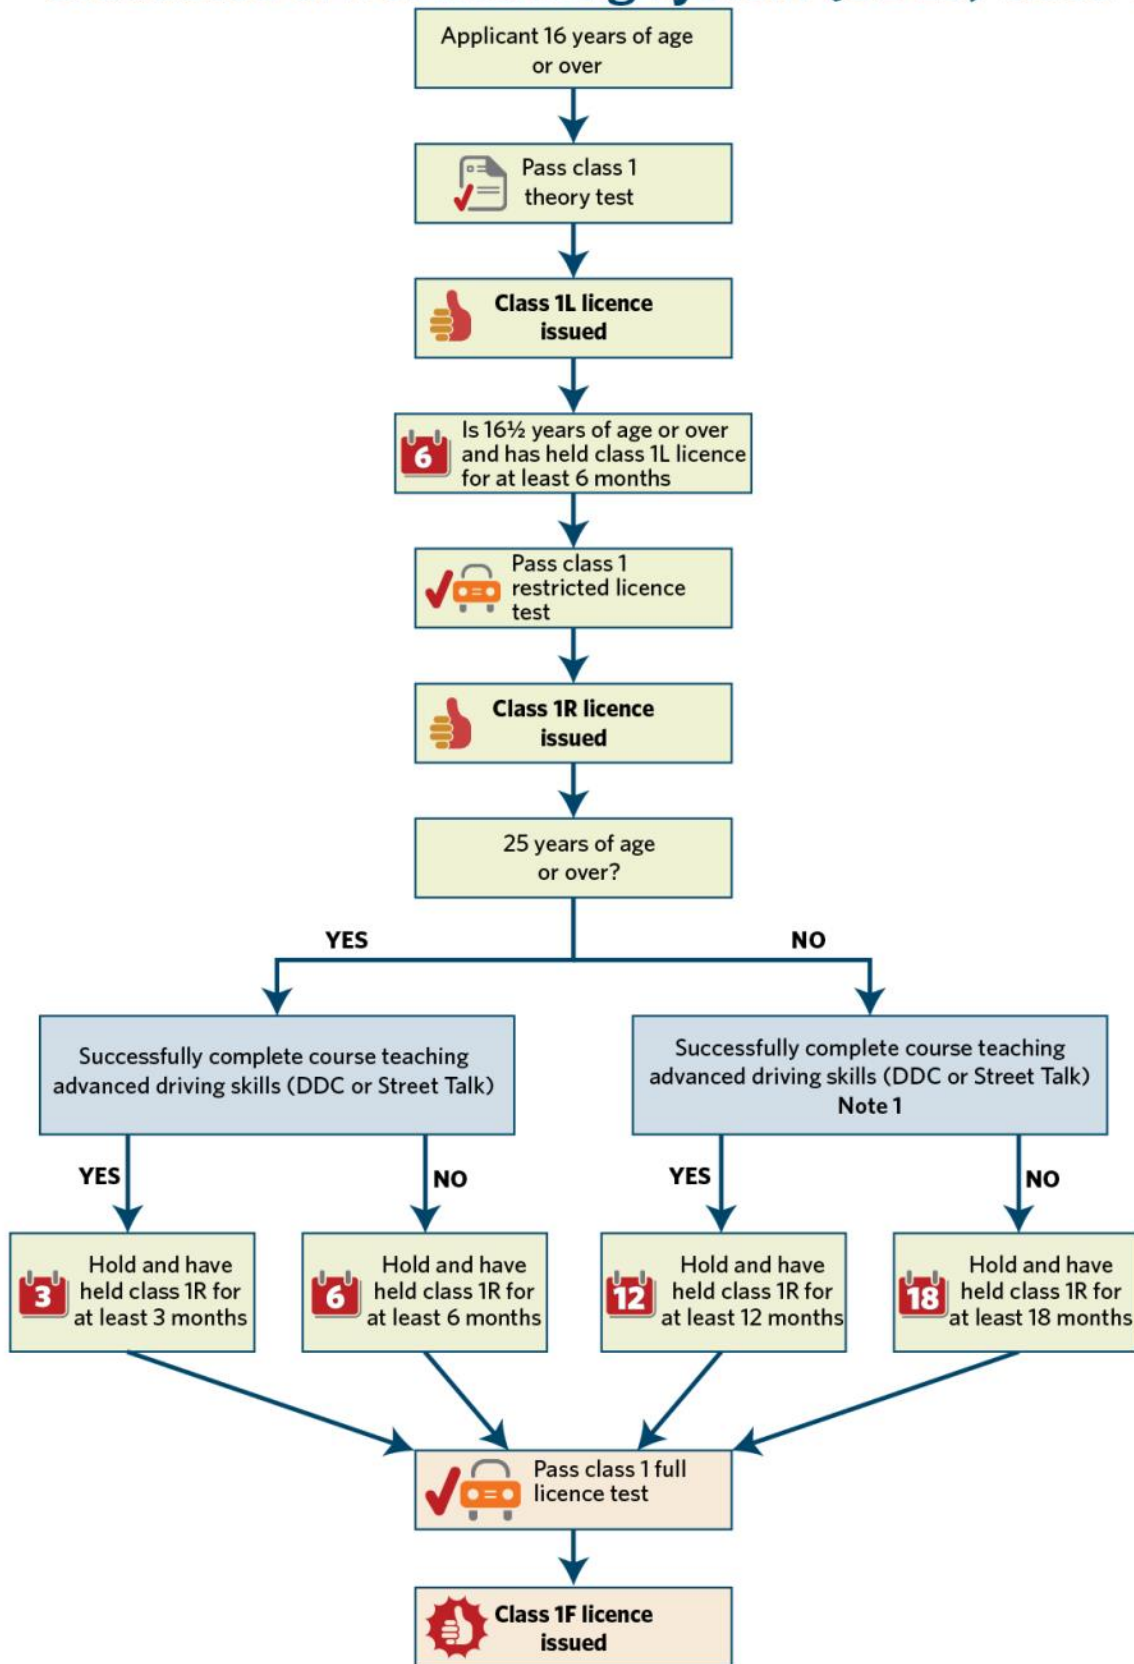 Applicant 16 years of age
or over
Pass class 1
theory test
Class 1L licence
issued
6
Is 16½ years of age or over
and has held class 1L licence
for at least 6 months
Pass class 1
restricted licence
test
Class 1R licence
issued
25 years of age
or over?
YES
NO
Successfully complete course teaching
advanced driving skills (DDC or Street Talk)
Successfully complete course teaching
advanced driving skills (DDC or Street Talk)
Note 1
YES
NO
YES
NO
3
Hold and have
held class 1R for
at least 3 months
6
Hold and have
held class 1R for
at least 6 months
12
Hold and have
held class 1R for
at least 12 months
18
Hold and have
held class 1R for
at least 18 months
Pass class 1 full
licence test
Class 1F licence
issued